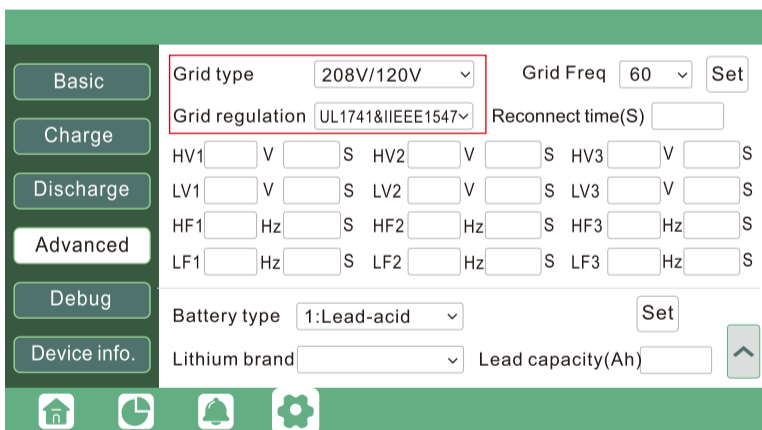 Basic
Charge
Discharge
Advanced
Debug
Device info.
Grid type 208V/120V Grid Freq 60 Set
Grid regulation UL1741&IIEEE1547 Reconnect time(S)
HV1 V S HV2 V S HV3 V S
LV1 V S LV2 V S LV3 V S
HF1 Hz S HF2 Hz S HF3 Hz S
LF1 Hz S LF2 Hz S LF3 Hz S
Battery type 1:Lead-acid Set
Lithium brand Lead capacity(Ah)